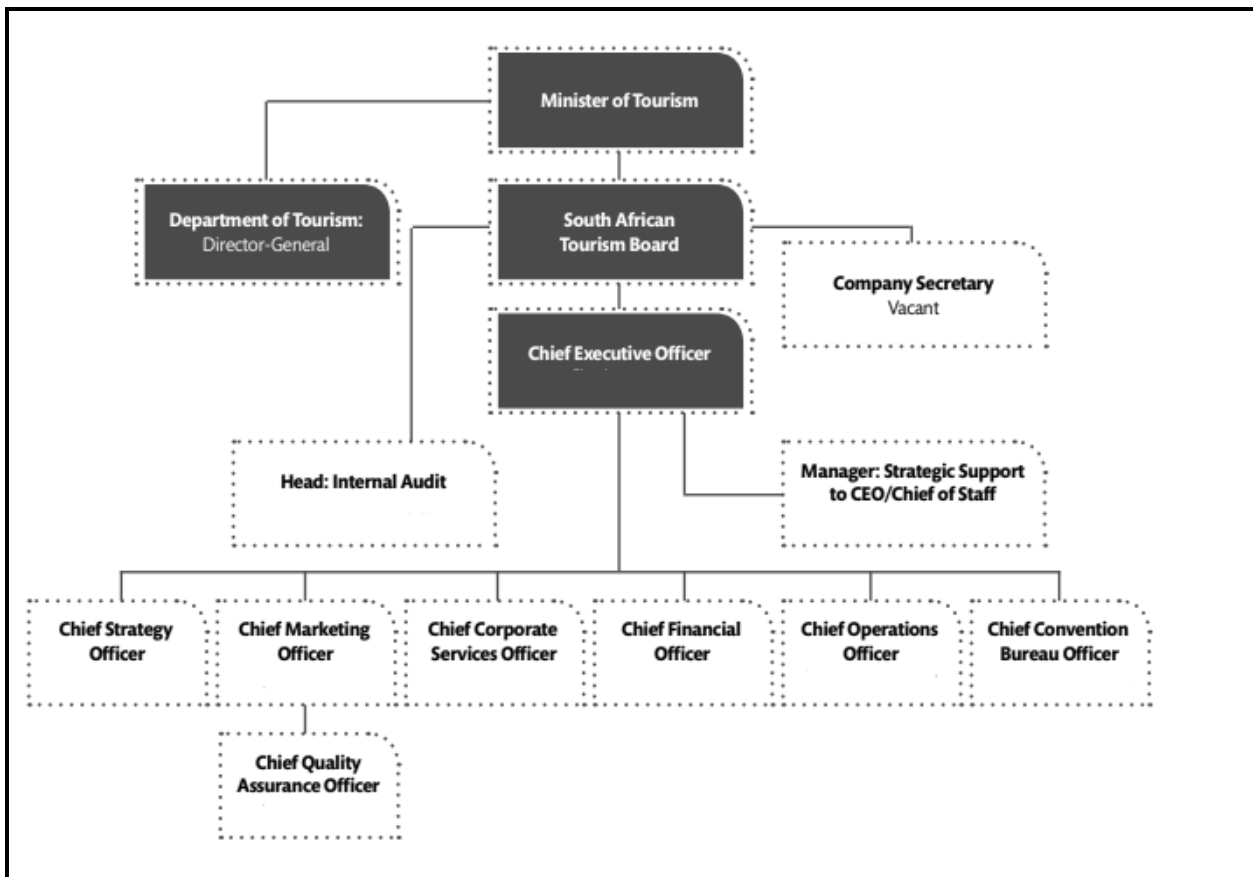 Minister of Tourism
Department of Tourism:
Director-General
South African
Tourism Board
Company Secretary
Vacant
Chief Executive Officer
Head: Internal Audit
Manager: Strategic Support
to CEO/Chief of Staff
Chief Strategy
Officer
Chief Marketing
Officer
Chief Corporate
Services Officer
Chief Financial
Officer
Chief Operations
Officer
Chief Convention
Bureau Officer
Chief Quality
Assurance Officer